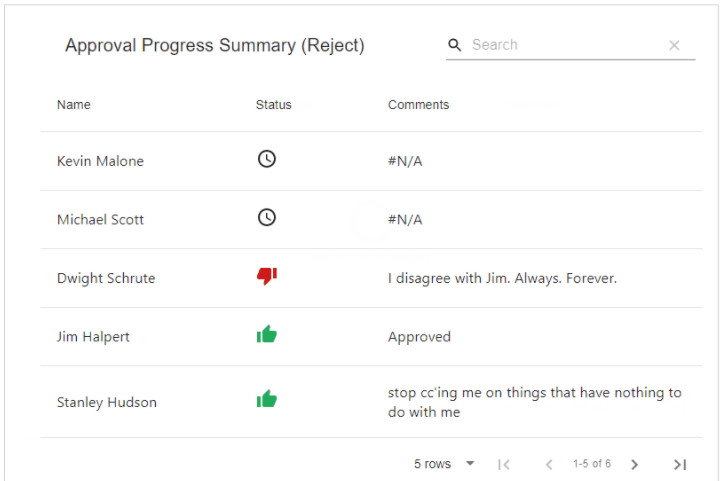 Approval Progress Summary (Reject)
Search
Name Status Comments
Kevin Malone #N/A
Michael Scott #N/A
Dwight Schrute I disagree with Jim. Always. Forever.
Jim Halpert Approved
Stanley Hudson stop cc`ing me on things that have nothing to
do with me
5 rows 1-5 of 6